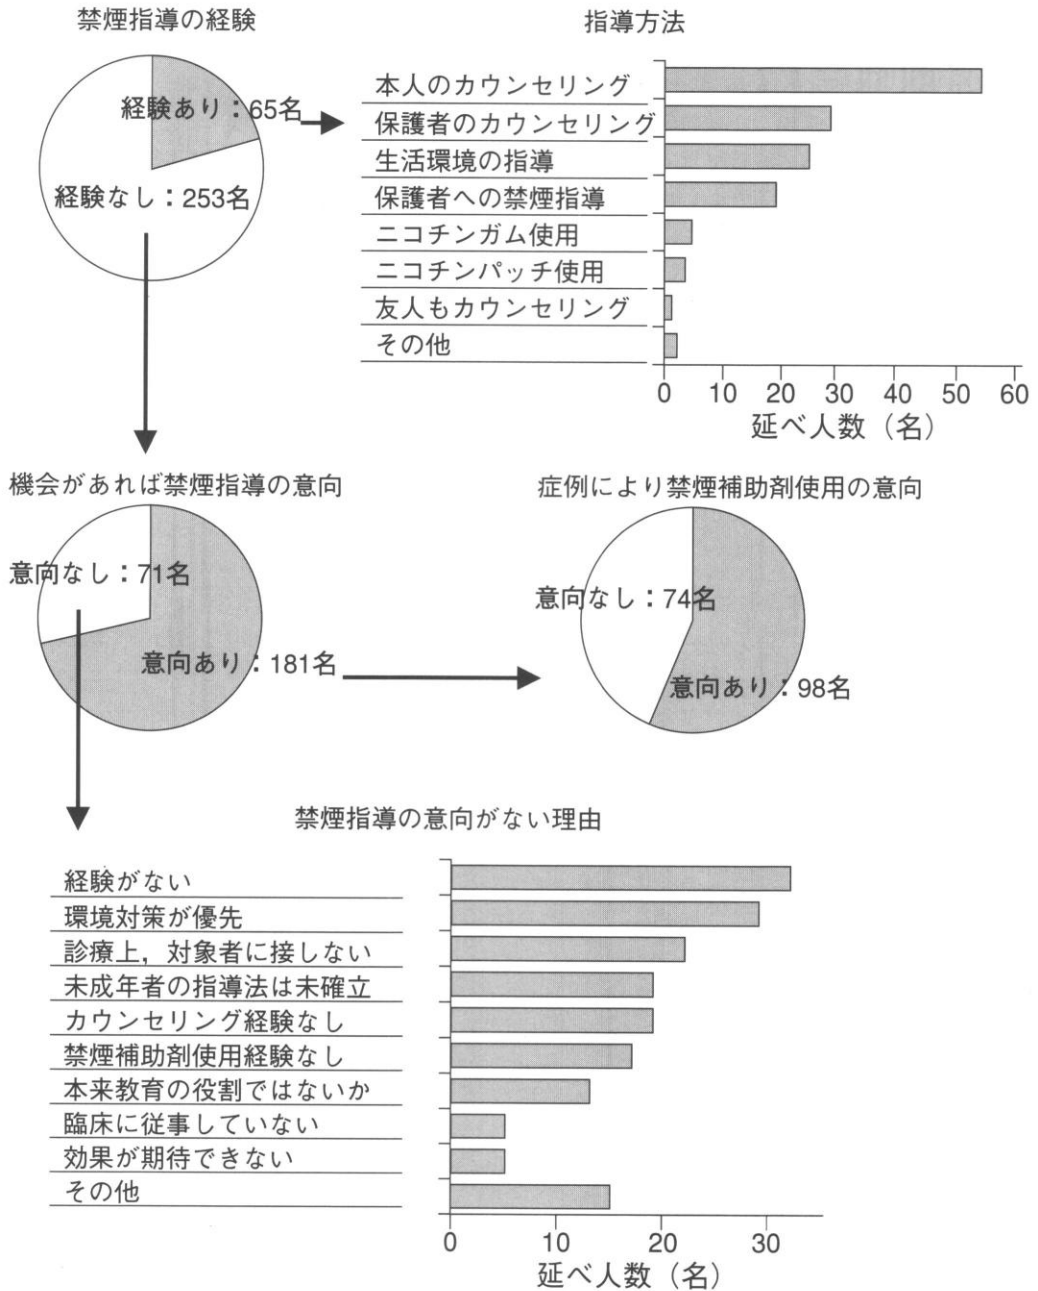 禁煙指導の経験
経験あり：65名
経験なし：253名
指導方法
本人のカウンセリング
保護者のカウンセリング
生活環境の指導
保護者への禁煙指導
ニコチンガム使用
ニコチンパッチ使用
友人もカウンセリング
その他
0 10 20 30 40 50 60
延べ人数（名）
機会があれば禁煙指導の意向
意向なし：71名
意向あり：181名
症例により禁煙補助剤使用の意向
意向なし：74名
意向あり：98名
禁煙指導の意向がない理由
経験がない
環境対策が優先
診療上，対象者に接しない
未成年者の指導法は未確立
カウンセリング経験なし
禁煙補助剤使用経験なし
本来教育の役割ではないか
臨床に従事していない
効果が期待できない
その他
0 10 20 30
延べ人数（名）